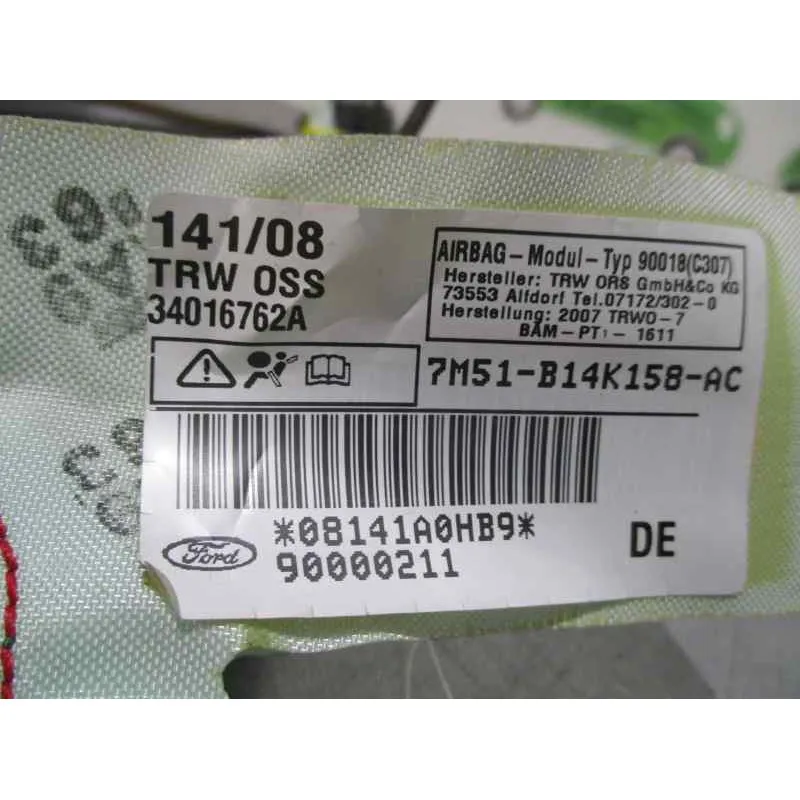 141/08
TRW OSS
34016762A
AIRBAG-Modul-Typ 90018(C307)
Hersteller: TRW ORS GmbH&Co KG
73553 Alfdorf Tel.07172/302-0
Herstellung: 2007 TRWO-7
BAM-PT1-1611
7M51-B14K158-AC
*08141A0HB9*
90000211
Ford
DE